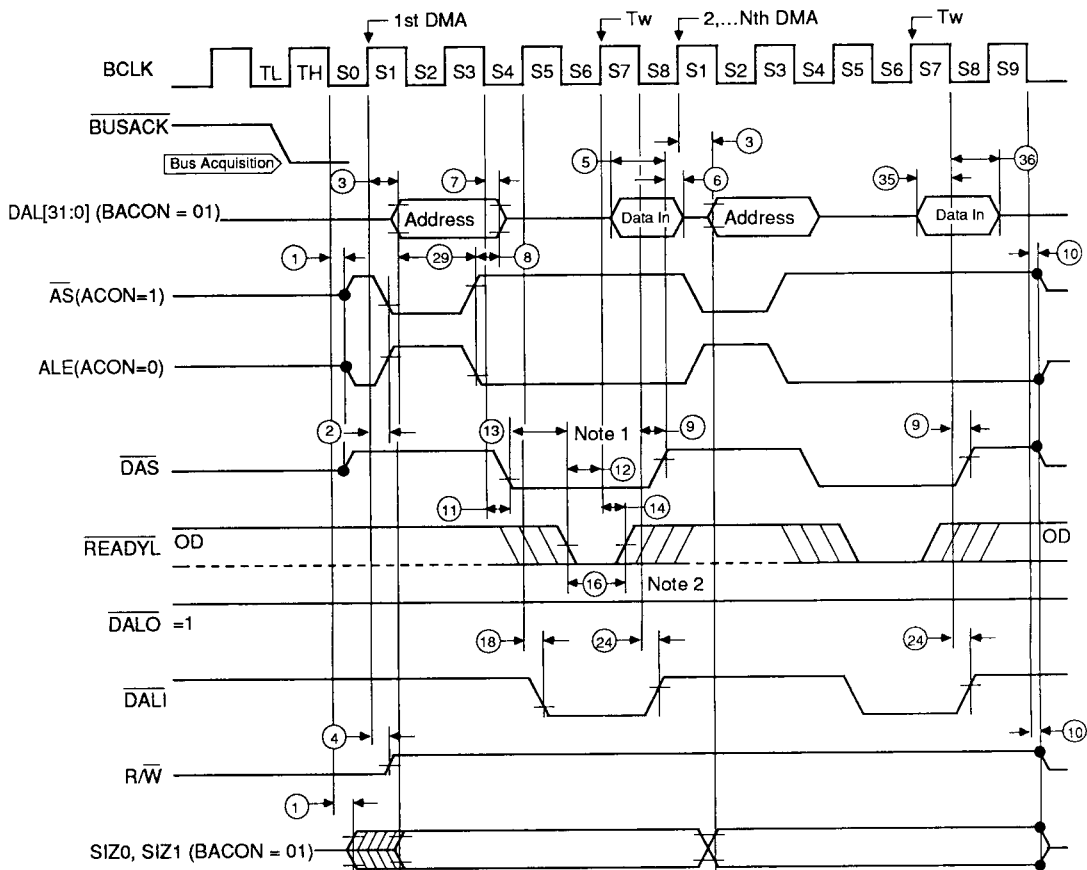 1st DMA Tw 2,...Nth DMA Tw
BCLK TL TH S0 S1 S2 S3 S4 S5 S6 S7 S8 S1 S2 S3 S4 S5 S6 S7 S8 S9
BUSACK
Bus Acquisition
3 7 5 6 3 35 36
DAL[31:0] (BACON = 01) Address Data In Address Data In
1 29 8 10
AS(ACON=1)
ALE(ACON=0)
2 13 Note 1 9 9
12
DAS
11 14
READYL OD OD
16 Note 2
DALO =1
18 24 24
DALI
4 10
R/W
1
SIZ0, SIZ1 (BACON = 01)